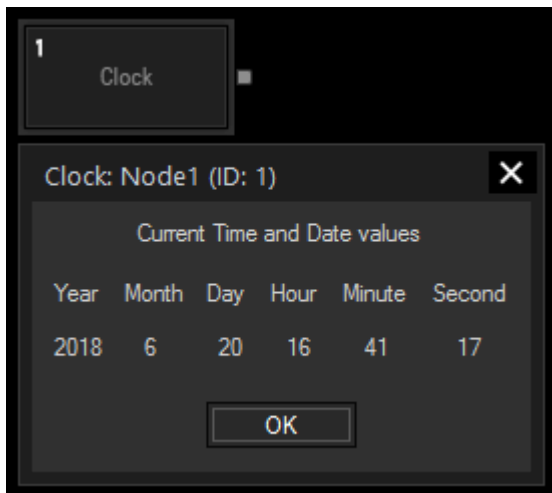 1
Clock
Clock: Node1 (ID: 1)
Current Time and Date values
Year Month Day Hour Minute Second
2018 6 20 16 41 17
OK